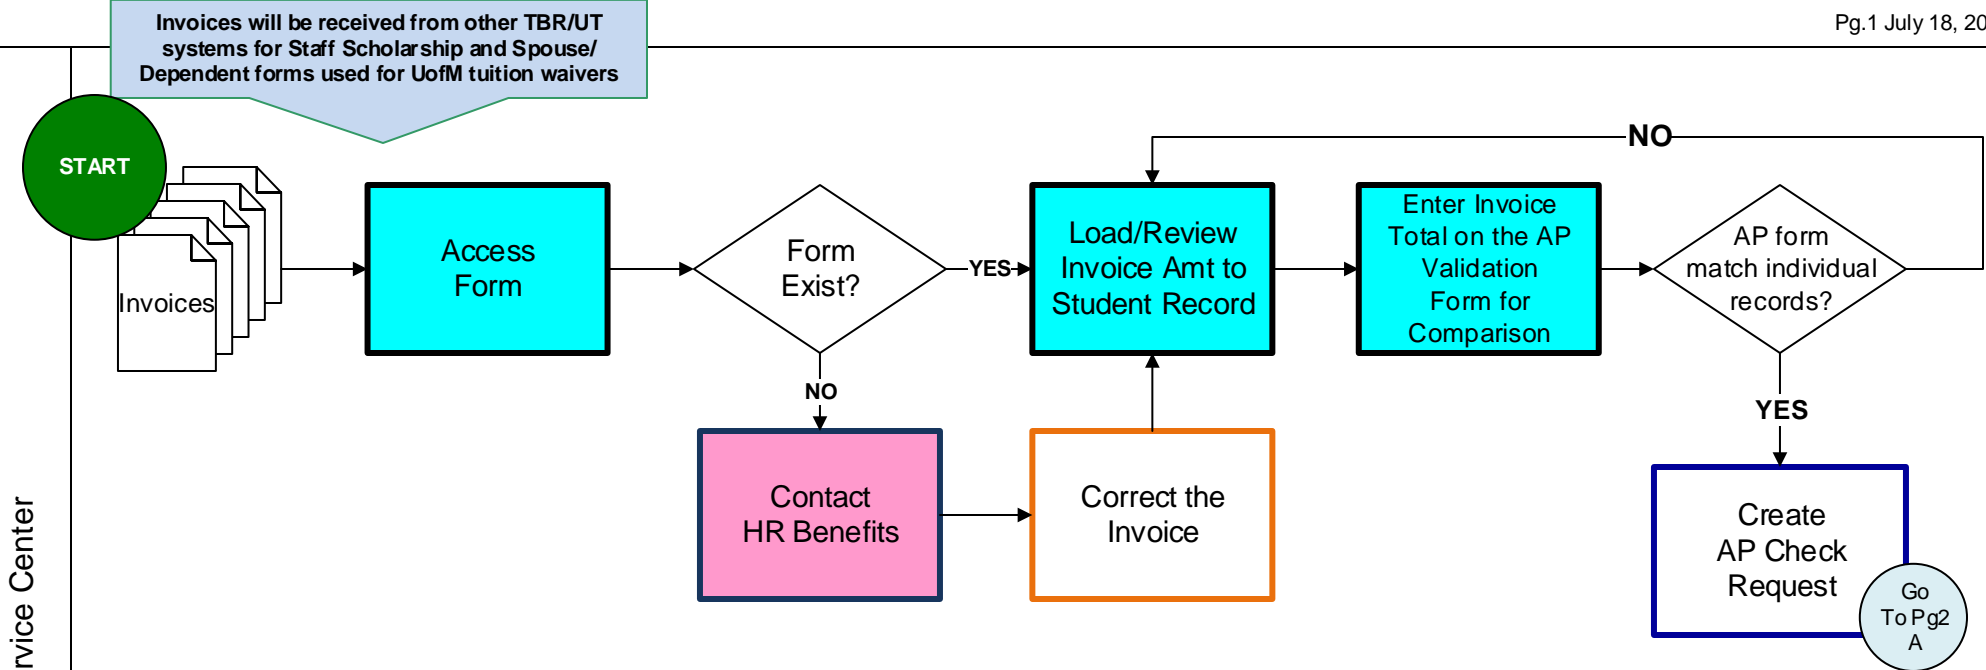 Invoices will be received from other TBR/UT
systems for Staff Scholarship and Spouse/
Dependent forms used for UofM tuition waivers
Pg.1 July 18, 20
START
Invoices
Access
Form
Form
Exist?
YES
NO
Load/Review
Invoice Amt to
Student Record
Enter Invoice
Total on the AP
Validation
Form for
Comparison
AP form
match individual
records?
NO
YES
Contact
HR Benefits
Correct the
Invoice
Create
AP Check
Request
Go
To Pg2
A
rvice Center